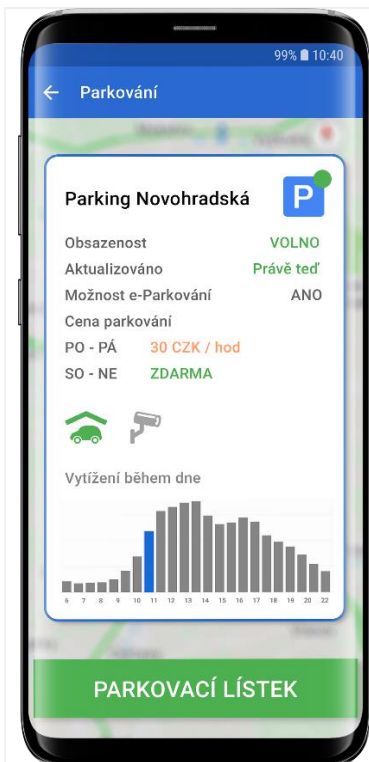 99% 10:40
← Parkování
Parking Novohradská P
Obsazenost VOLNO
Aktualizováno Právě teď
Možnost e-Parkování ANO
Cena parkování
PO - PÁ 30 CZK / hod
SO - NE ZDARMA
Vytížení během dne
6 7 8 9 10 11 12 13 14 15 16 17 18 19 20 22
PARKOVACÍ LÍSTEK